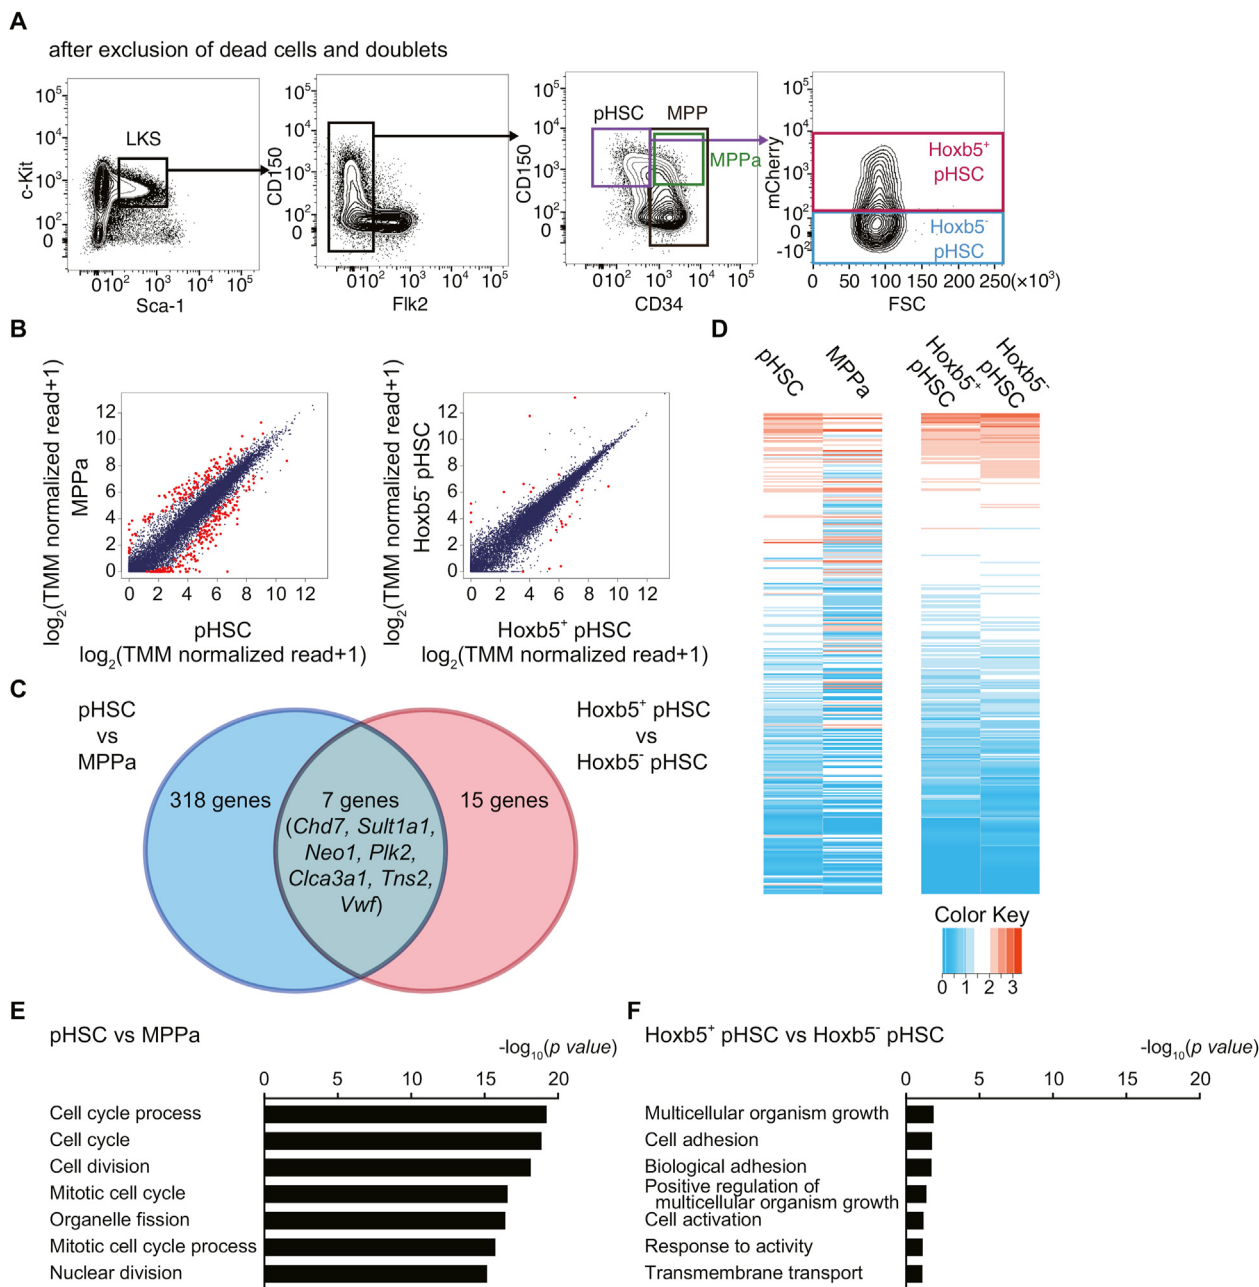 A
after exclusion of dead cells and doublets
10⁵
10⁴
10³
10²
0
c-Kit
LKS
010² 10³ 10⁴ 10⁵
Sca-1
10⁵
10⁴
10³
10²
0
CD150
010² 10³ 10⁴ 10⁵
Flk2
10⁵
10⁴
10³
10²
0
CD150
pHSC MPP
MPPa
010² 10³ 10⁴ 10⁵
CD34
10⁵
10⁴
10³
10²
0
-10²
mCherry
Hoxb5⁺
pHSC
Hoxb5⁻
pHSC
0 50 100 150 200 250(×10³)
FSC
B
log₂(TMM normalized read+1)
MPPa
12
10
8
6
4
2
0
0 2 4 6 8 10 12
pHSC
log₂(TMM normalized read+1)
log₂(TMM normalized read+1)
Hoxb5⁻ pHSC
12
10
8
6
4
2
0
0 2 4 6 8 10 12
Hoxb5⁺ pHSC
log₂(TMM normalized read+1)
C
pHSC
vs
MPPa
Hoxb5⁺ pHSC
vs
Hoxb5⁻ pHSC
318 genes
7 genes
(Chd7, Sult1a1,
Neo1, Plk2,
Clca3a1, Tns2,
Vwf)
15 genes
D
pHSC
MPPa
Hoxb5⁺
pHSC
Hoxb5⁻
pHSC
Color Key
0 1 2 3
E
pHSC vs MPPa
-log₁₀(p value)
0 5 10 15 20
Cell cycle process
Cell cycle
Cell division
Mitotic cell cycle
Organelle fission
Mitotic cell cycle process
Nuclear division
F
Hoxb5⁺ pHSC vs Hoxb5⁻ pHSC
-log₁₀(p value)
0 5 10 15 20
Multicellular organism growth
Cell adhesion
Biological adhesion
Positive regulation of
multicellular organism growth
Cell activation
Response to activity
Transmembrane transport